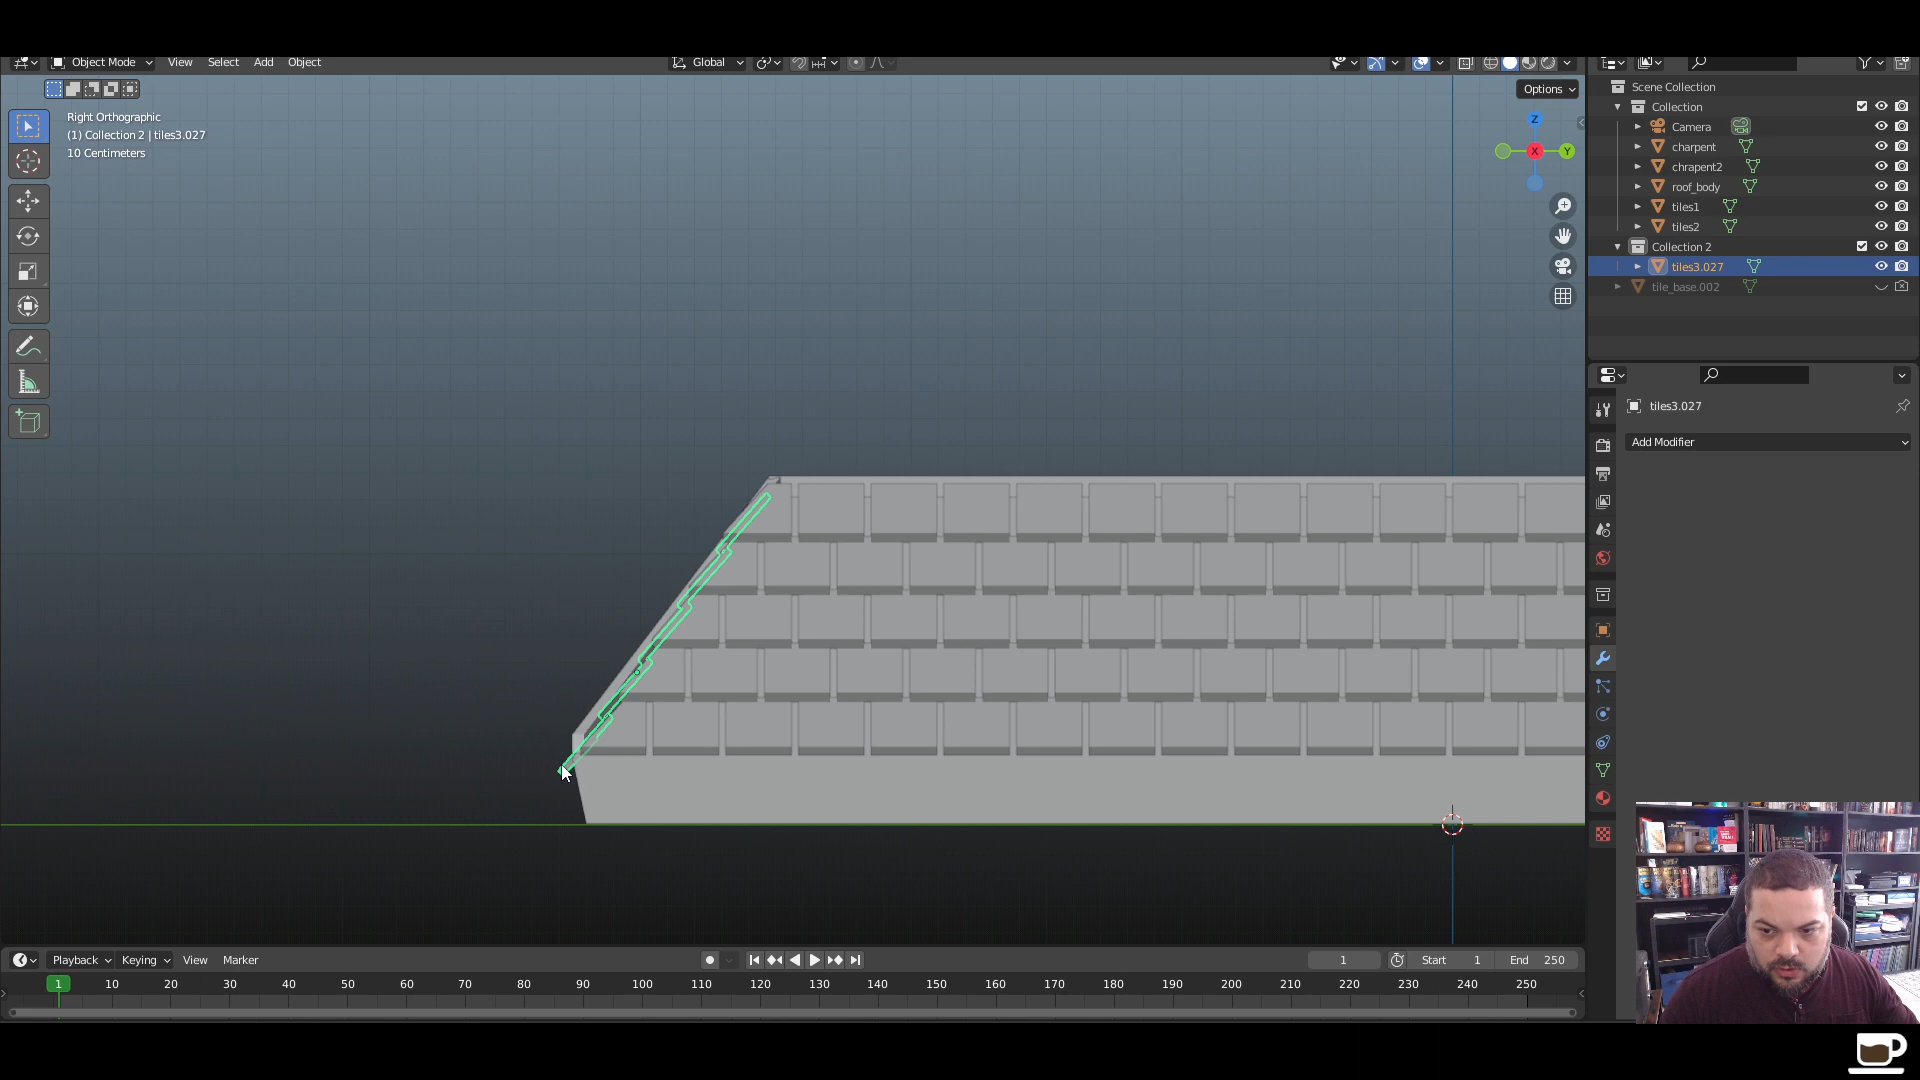 Object Mode
View
Select
Add
Object
Global
Options
Right Orthographic
(1) Collection 2 | tiles3.027
10 Centimeters
Z
X
Y
Scene Collection
Collection
Camera
charpent
chrapent2
roof_body
tiles1
tiles2
Collection 2
tiles3.027
tile_base.002
tiles3.027
Add Modifier
Playback
Keying
View
Marker
1
Start 1
End 250
1 10 20 30 40 50 60 70 80 90 100 110 120 130 140 150 160 170 180 190 200 210 220 230 240 250